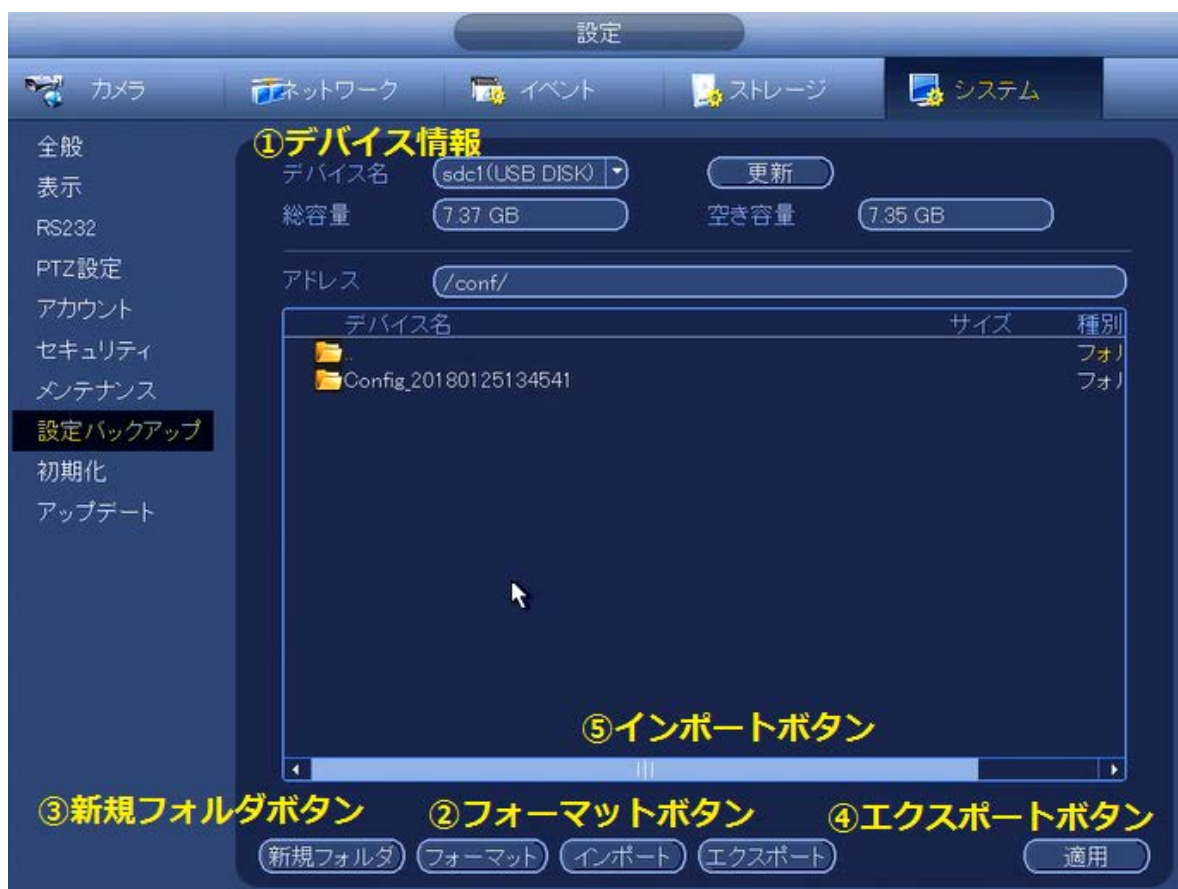 設定
カメラ ネットワーク イベント ストレージ システム
全般
表示
RS232
PTZ設定
アカウント
セキュリティ
メンテナンス
設定バックアップ
初期化
アップデート
①デバイス情報
デバイス名 sdc1(USB DISK) 更新
総容量 7.37 GB 空き容量 7.35 GB
アドレス /conf/
デバイス名 サイズ 種別
.. フォル
Config_20180125134541 フォル
⑤インポートボタン
③新規フォルダボタン ②フォーマットボタン ④エクスポートボタン
新規フォルダ フォーマット インポート エクスポート 適用